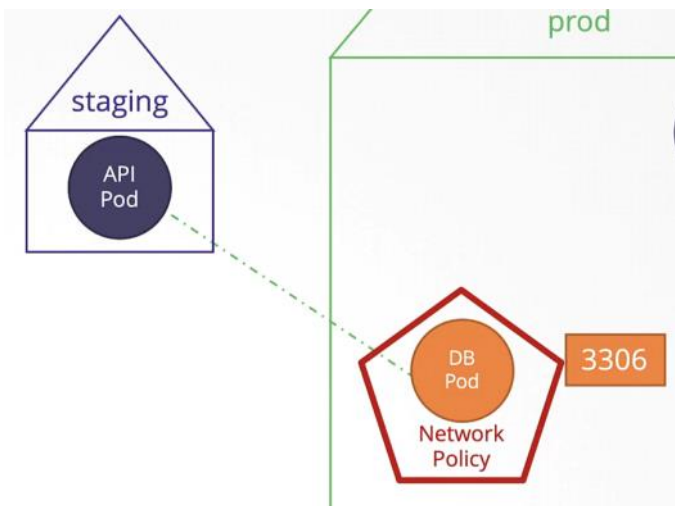 prod
staging
API
Pod
DB
Pod
3306
Network
Policy